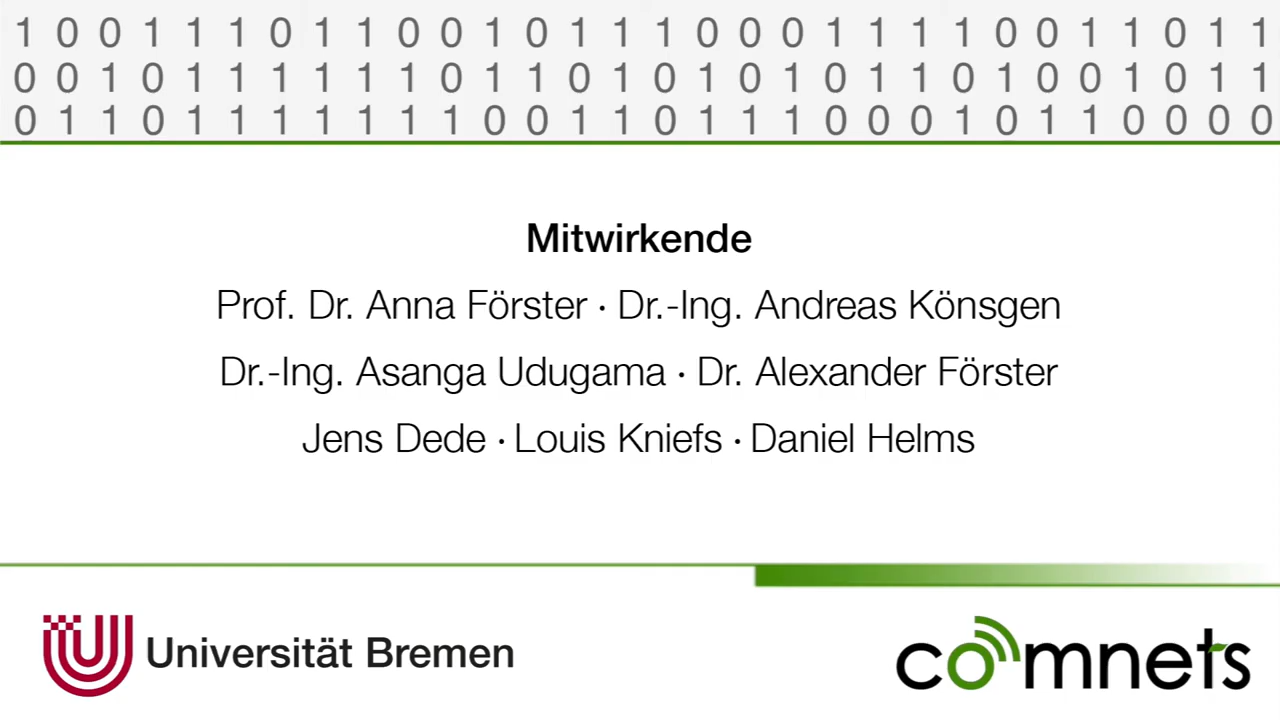 1 0 0 1 1 1 0 1 1 0 0 1 0 1 1 1 0 0 0 1 1 1 1 0 0 1 1 0 1 1
0 0 1 0 1 1 1 1 1 1 0 1 1 0 1 0 1 0 1 0 1 1 0 1 0 0 1 0 1 1
0 1 1 0 1 1 1 1 1 1 1 0 0 1 1 0 1 1 1 0 0 0 1 0 1 1 0 0 0 0
Mitwirkende
Prof. Dr. Anna Förster · Dr.-Ing. Andreas Könsgen
Dr.-Ing. Asanga Udugama · Dr. Alexander Förster
Jens Dede · Louis Kniefs · Daniel Helms
Universität Bremen
comnets